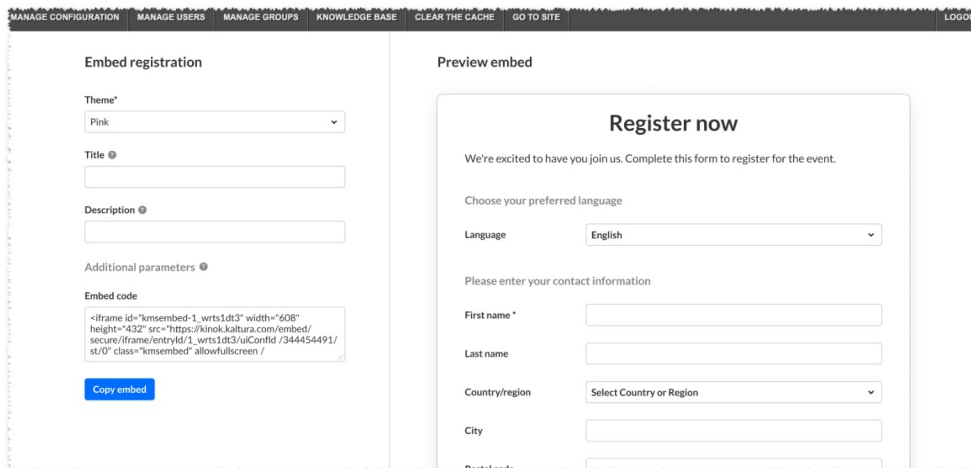 MANAGE CONFIGURATION MANAGE USERS MANAGE GROUPS KNOWLEDGE BASE CLEAR THE CACHE GO TO SITE LOGOU
Embed registration
Theme*
Pink
Title
Description
Additional parameters
Embed code
<iframe id="kmsembed-1_wrts1dt3" width="608"
height="432" src="https://kinok.kaltura.com/embed/
secure/iframe/entryId/1_wrts1dt3/uiConfId /344454491/
st/0" class="kmsembed" allowfullscreen /
Copy embed
Preview embed
Register now
We're excited to have you join us. Complete this form to register for the event.
Choose your preferred language
Language English
Please enter your contact information
First name *
Last name
Country/region Select Country or Region
City
Postal code